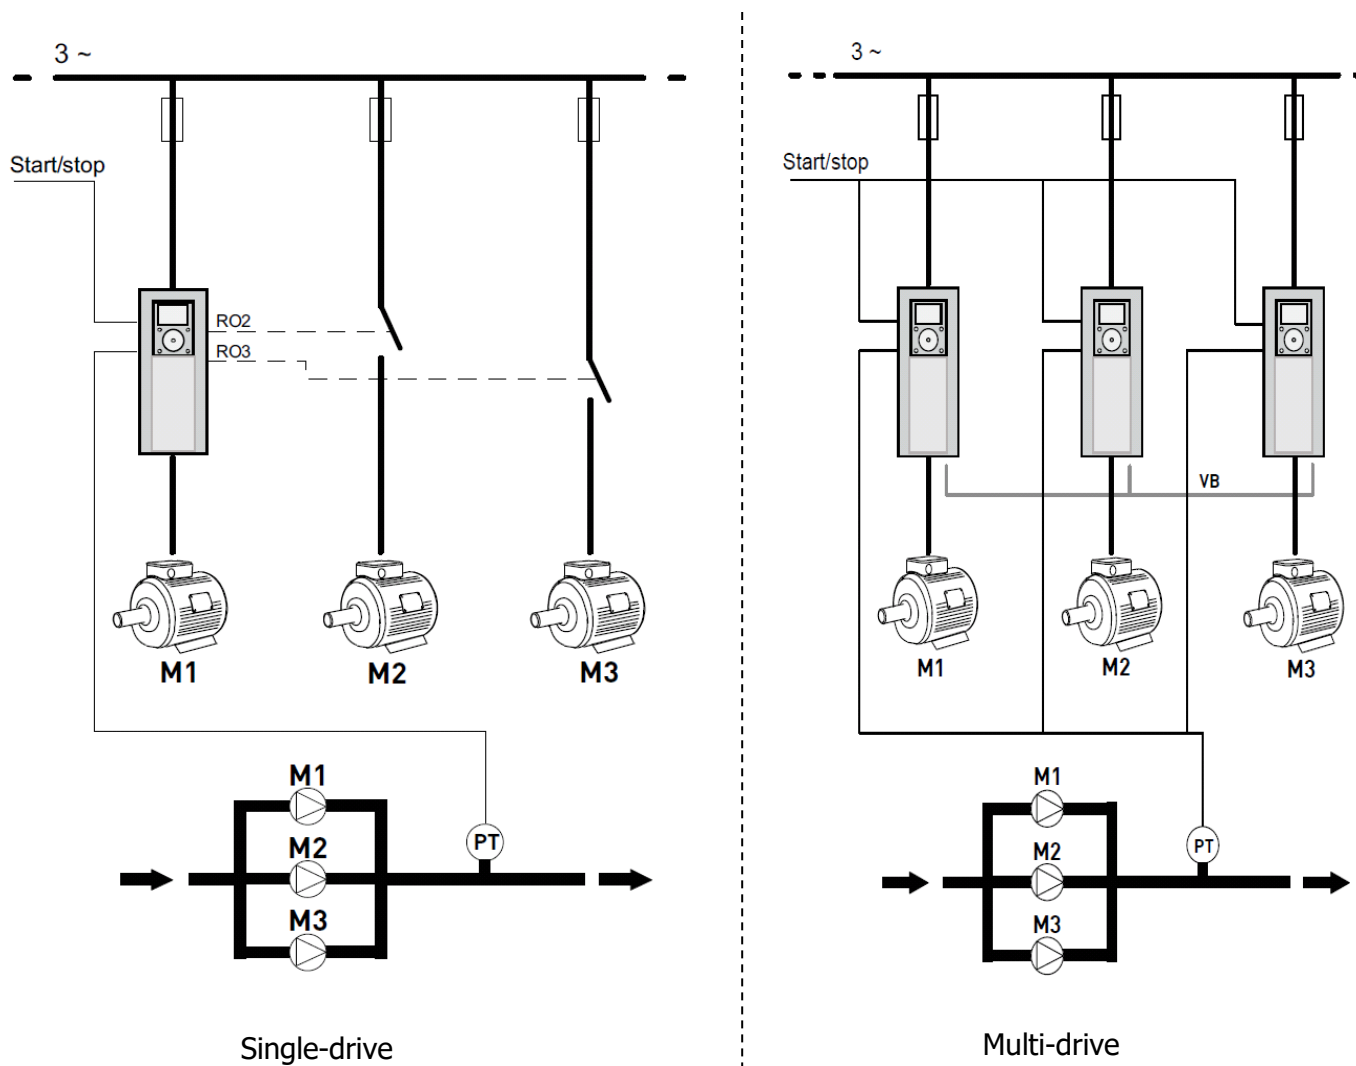 3 ~
Start/stop
RO2
RO3
M1
M2
M3
M1
M2
PT
M3
Single-drive
3 ~
Start/stop
VB
M1
M2
M3
M1
M2
PT
M3
Multi-drive